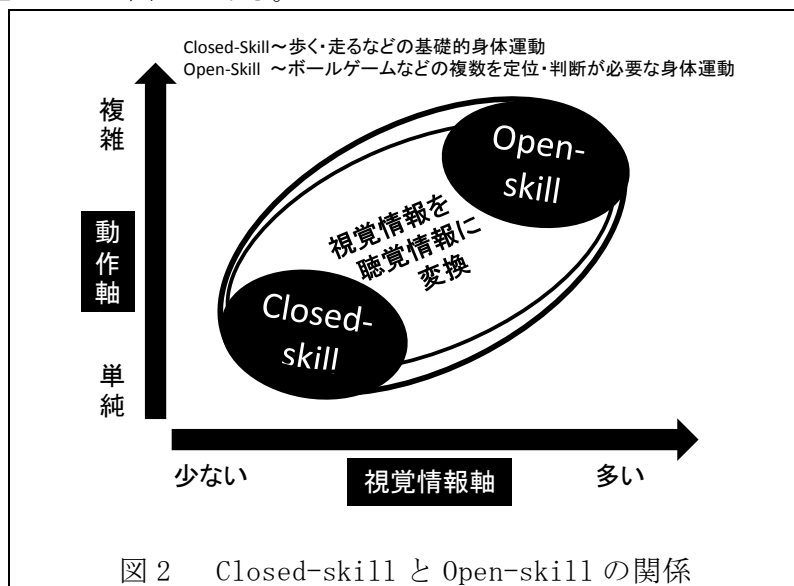 Closed-Skill～歩く・走るなどの基礎的身体運動
Open-Skill ～ボールゲームなどの複数を定位・判断が必要な身体運動
複雑
動作軸
単純
Open-
skill
視覚情報を
聴覚情報に
変換
Closed-
skill
少ない
視覚情報軸
多い
図２ Closed-skill と Open-skill の関係